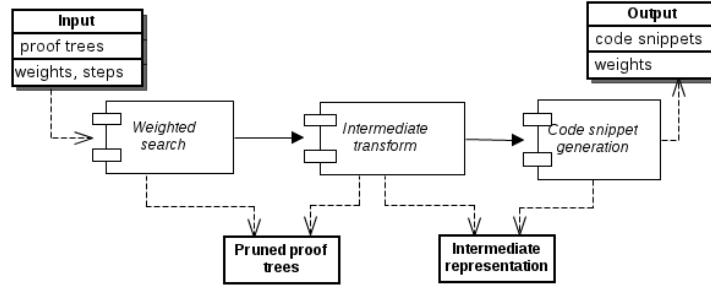 Input
proof trees
weights, steps
Output
code snippets
weights
Weighted
search
Intermediate
transform
Code snippet
generation
Pruned proof
trees
Intermediate
representation